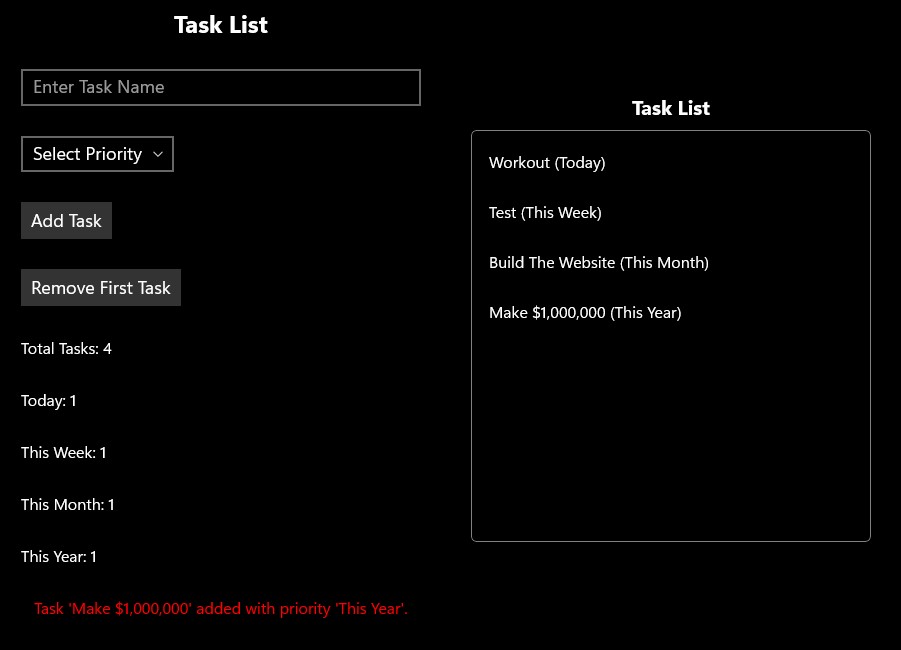 Task List
Enter Task Name
Select Priority
Add Task
Remove First Task
Total Tasks: 4
Today: 1
This Week: 1
This Month: 1
This Year: 1
Task 'Make $1,000,000' added with priority 'This Year'.
Task List
Workout (Today)
Test (This Week)
Build The Website (This Month)
Make $1,000,000 (This Year)